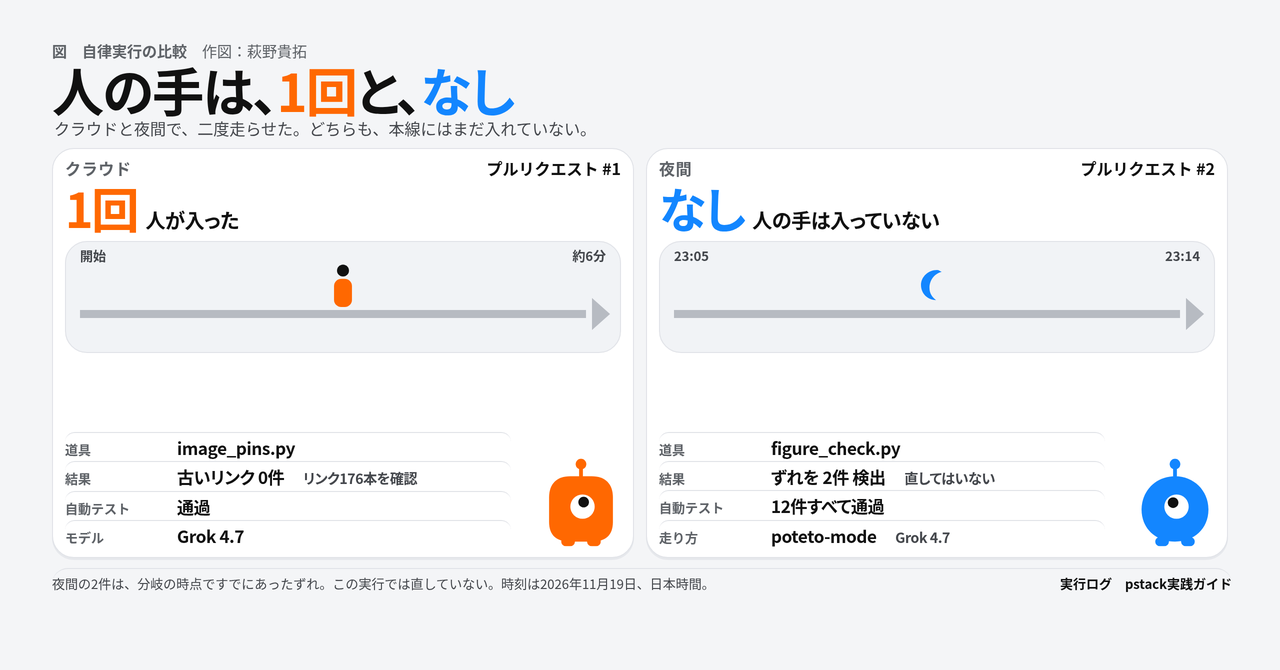 図 自律実行の比較 作図：萩野貴拓
人の手は、1回と、なし
クラウドと夜間で、二度走らせた。どちらも、本線にはまだ入れていない。
クラウド プルリクエスト #1
1回 人が入った
開始 約6分
道具 image_pins.py
結果 古いリンク 0件 リンク176本を確認
自動テスト 通過
モデル Grok 4.7
夜間 プルリクエスト #2
なし 人の手は入っていない
23:05 23:14
道具 figure_check.py
結果 ずれを 2件 検出 直してはいない
自動テスト 12件すべて通過
走り方 poteto-mode Grok 4.7
夜間の2件は、分岐の時点ですでにあったずれ。この実行では直していない。時刻は2026年11月19日、日本時間。
実行ログ pstack実践ガイド